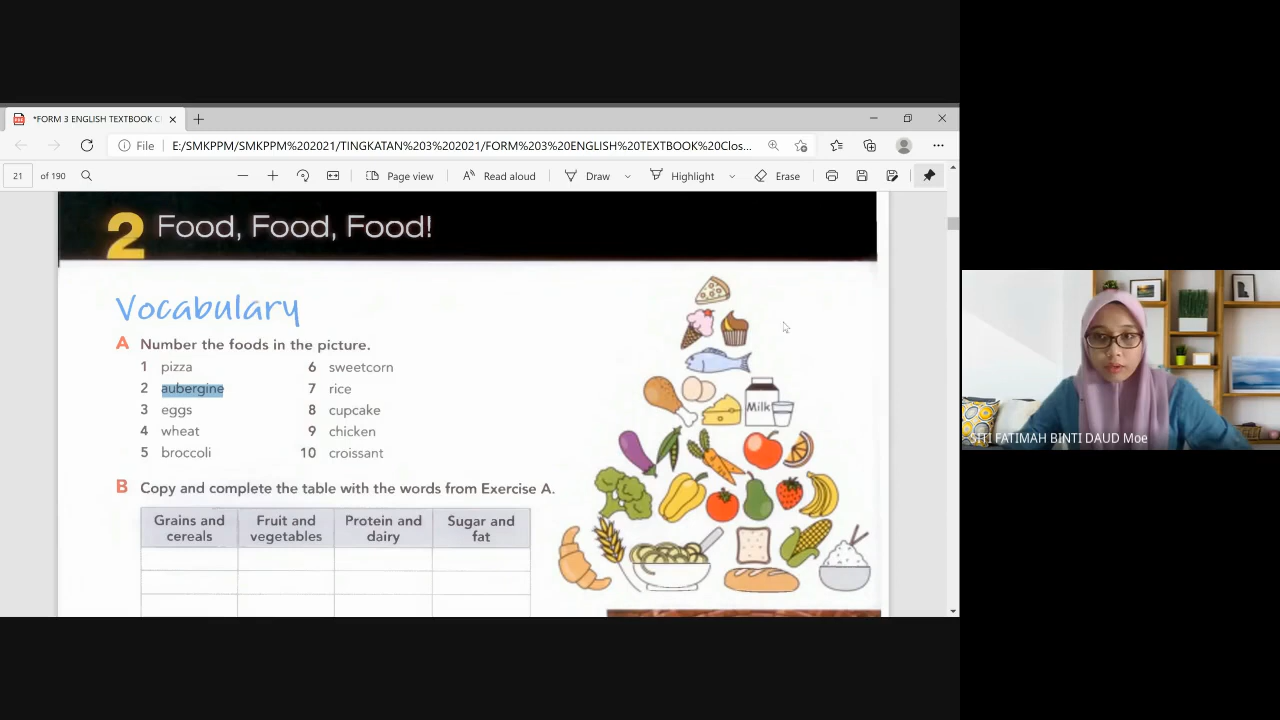 *FORM 3 ENGLISH TEXTBOOK C
File E:/SMKPPM/SMKPPM%202021/TINGKATAN%203%202021/FORM%203%20ENGLISH%20TEXTBOOK%20Clos...
21 of 190
Page view
Read aloud
Draw
Highlight
Erase
2 Food, Food, Food!
Vocabulary
A Number the foods in the picture.
1 pizza
2 aubergine
3 eggs
4 wheat
5 broccoli
6 sweetcorn
7 rice
8 cupcake
9 chicken
10 croissant
Milk
B Copy and complete the table with the words from Exercise A.
Grains and cereals
Fruit and vegetables
Protein and dairy
Sugar and fat
SITI FATIMAH BINTI DAUD Moe